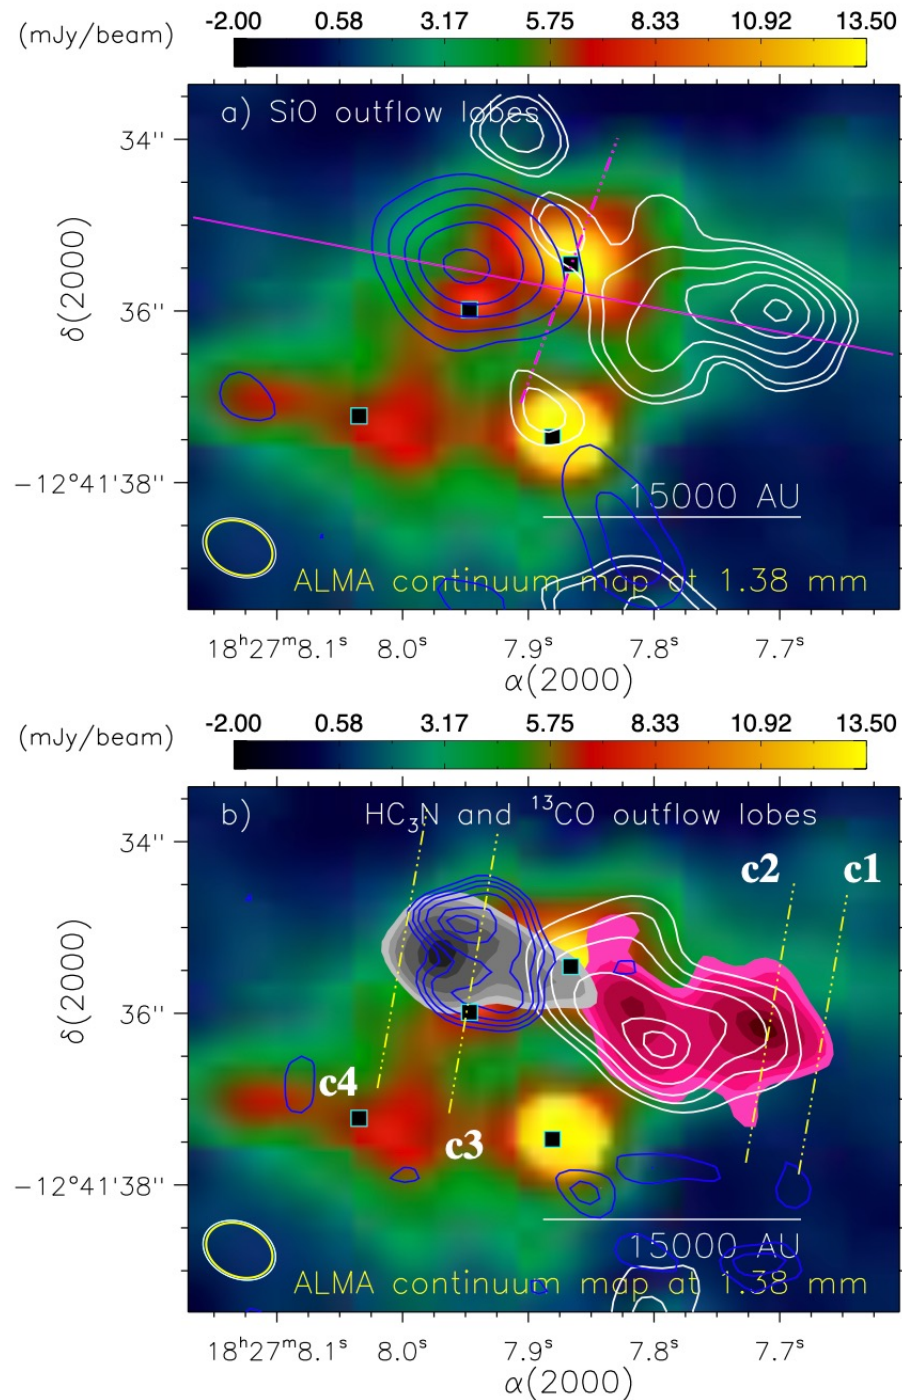 -2.00 0.58 3.17 5.75 8.33 10.92 13.50
(mJy/beam)
a) SiO outflow lobes
34"
δ(2000)
36"
-12°41'38"
15000 AU
ALMA continuum map at 1.38 mm
18ʰ27ᵐ8.1ˢ 8.0ˢ 7.9ˢ 7.8ˢ 7.7ˢ
α(2000)
-2.00 0.58 3.17 5.75 8.33 10.92 13.50
(mJy/beam)
b) HC₃N and ¹³CO outflow lobes
34"
c2 c1
δ(2000)
36"
c4
c3
-12°41'38"
15000 AU
ALMA continuum map at 1.38 mm
18ʰ27ᵐ8.1ˢ 8.0ˢ 7.9ˢ 7.8ˢ 7.7ˢ
α(2000)